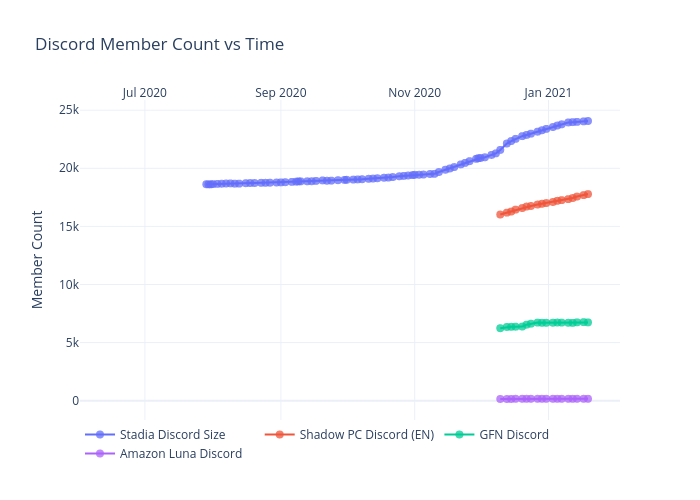 Discord Member Count vs Time
Jul 2020 Sep 2020 Nov 2020 Jan 2021
25k
20k
15k
10k
5k
0
Member Count
Stadia Discord Size Shadow PC Discord (EN) GFN Discord
Amazon Luna Discord